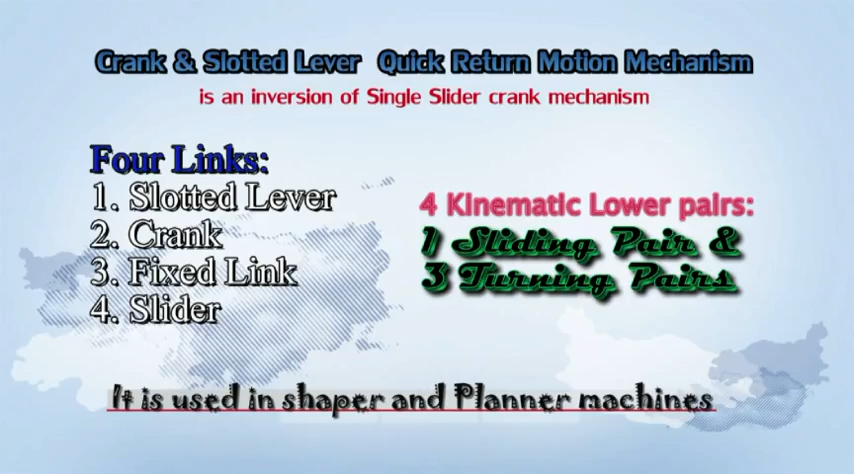 Crank & Slotted Lever Quick Return Motion Mechanism
is an inversion of Single Slider crank mechanism
Four Links:
1. Slotted Lever
2. Crank
3. Fixed Link
4. Slider
4 Kinematic Lower pairs:
1 Sliding Pair &
3 Turning Pairs
It is used in shaper and Planner machines